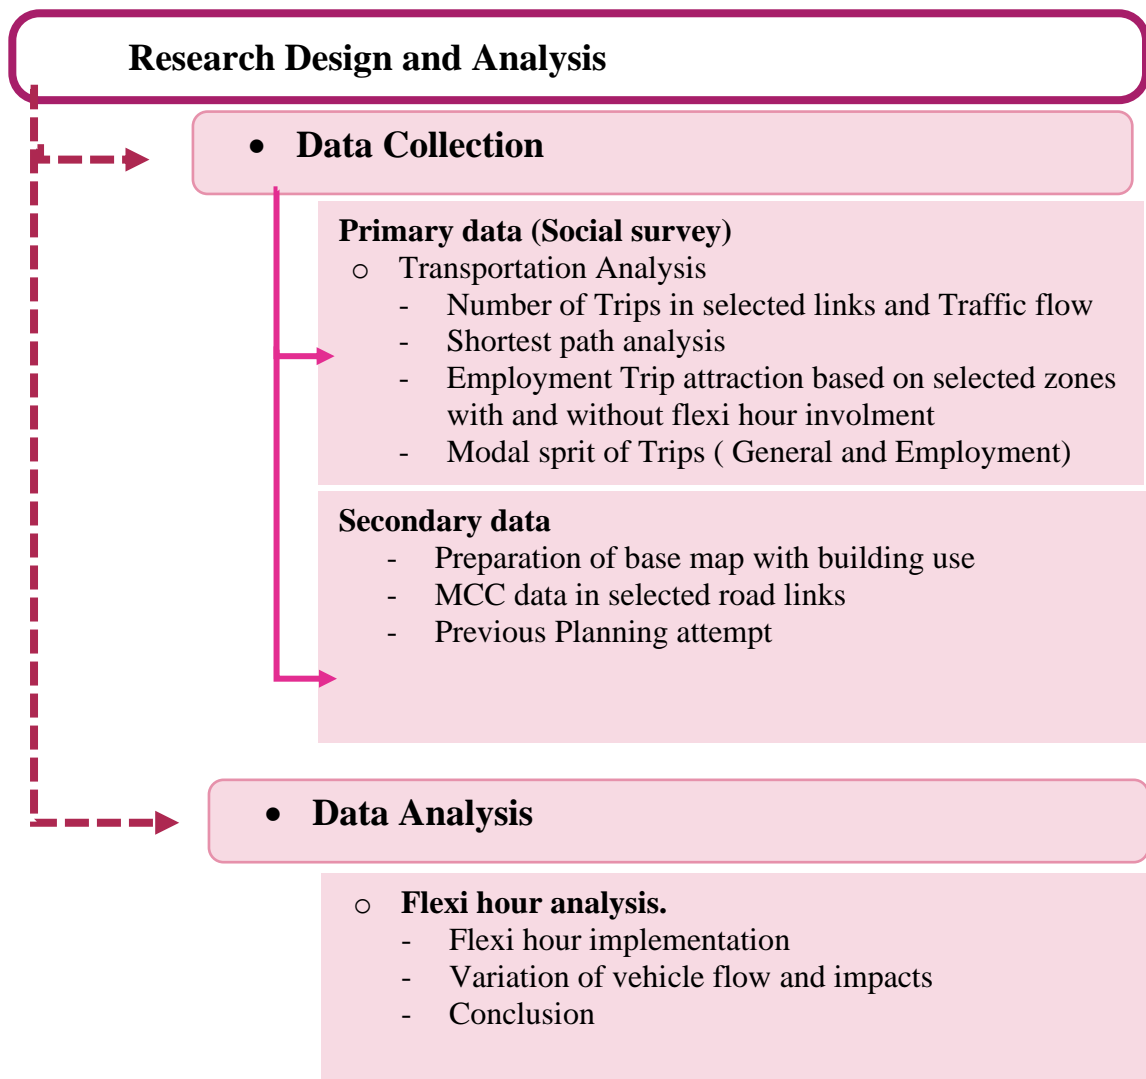 Research Design and Analysis
• Data Collection
Primary data (Social survey)
o Transportation Analysis
- Number of Trips in selected links and Traffic flow
- Shortest path analysis
- Employment Trip attraction based on selected zones
with and without flexi hour involment
- Modal sprit of Trips ( General and Employment)
Secondary data
- Preparation of base map with building use
- MCC data in selected road links
- Previous Planning attempt
• Data Analysis
o Flexi hour analysis.
- Flexi hour implementation
- Variation of vehicle flow and impacts
- Conclusion